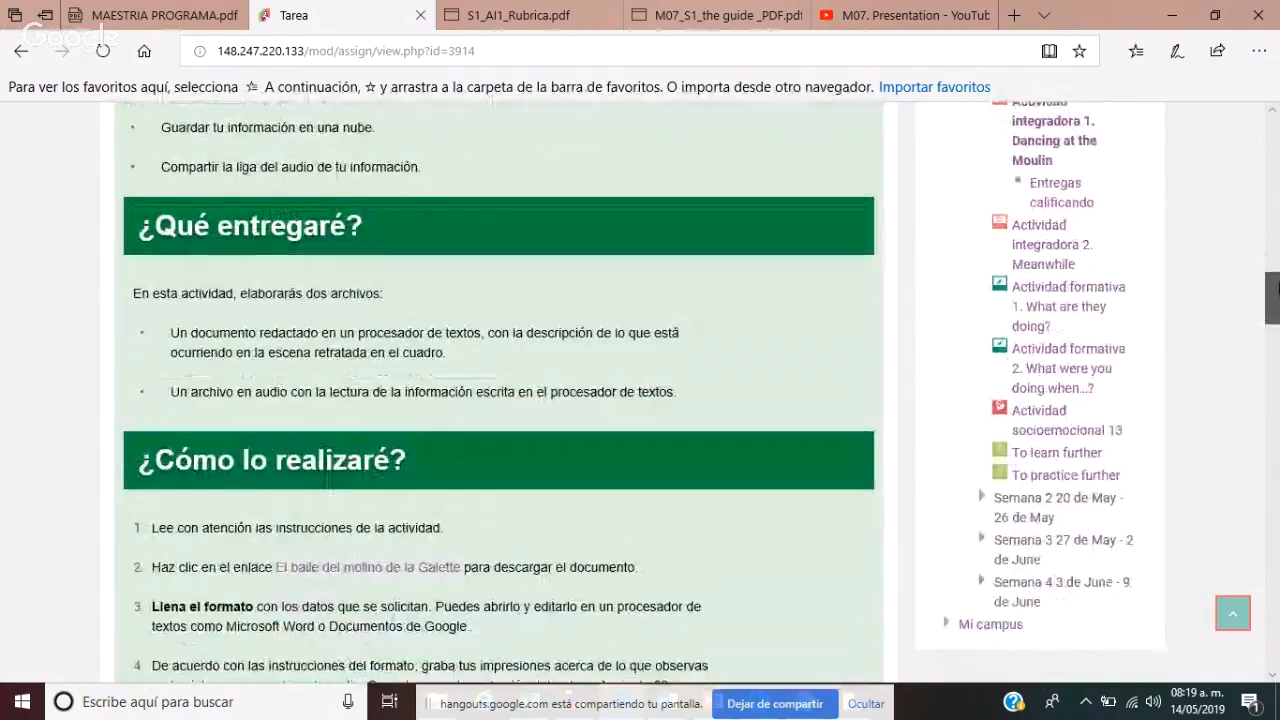 MAESTRIA PROSPECT
Tarea
S1_AI1_Rubrica.pdf
M07_S1_the guide _PDF.pdf
M07. Presentation - YouTut
Google
148.247.220.133/mod/assign/view.php?id=3914
Para ver los favoritos aquí, selecciona A continuación, y arrastra a la carpeta de la barra de favoritos. O importa desde otro navegador. Importar favoritos
Guardar tu información en una nube.
Compartir la liga del audio de tu información.
¿Qué entregaré?
En esta actividad, elaborarás dos archivos:
Un documento redactado en un procesador de textos, con la descripción de lo que está
ocurriendo en la escena retratada en el cuadro.
Un archivo en audio con la lectura de la información escrita en el procesador de textos.
¿Cómo lo realizaré?
1 Lee con atención las instrucciones de la actividad.
2 Haz clic en el enlace El baile del molino de la Galette para descargar el documento.
3 Llena el formato con los datos que se solicitan. Puedes abrirlo y editarlo en un procesador de
textos como Microsoft Word o Documentos de Google.
4 De acuerdo con las instrucciones del formato, graba tus impresiones acerca de lo que observas
Actividad
integradora 1.
Dancing at the
Moulin
Entregas
calificando
Actividad
integradora 2.
Meanwhile
Actividad formativa
1. What are they
doing?
Actividad formativa
2. What were you
doing when...?
Actividad
socioemocional 13
To learn further
To practice further
Semana 2 20 de May -
26 de May
Semana 3 27 de May - 2
de June
Semana 4 3 de June - 9
de June
Mi campus
Escribe aquí para buscar
hangouts.google.com está compartiendo tu pantalla.
Dejar de compartir
Ocultar
08:19 a. m.
14/05/2019
1